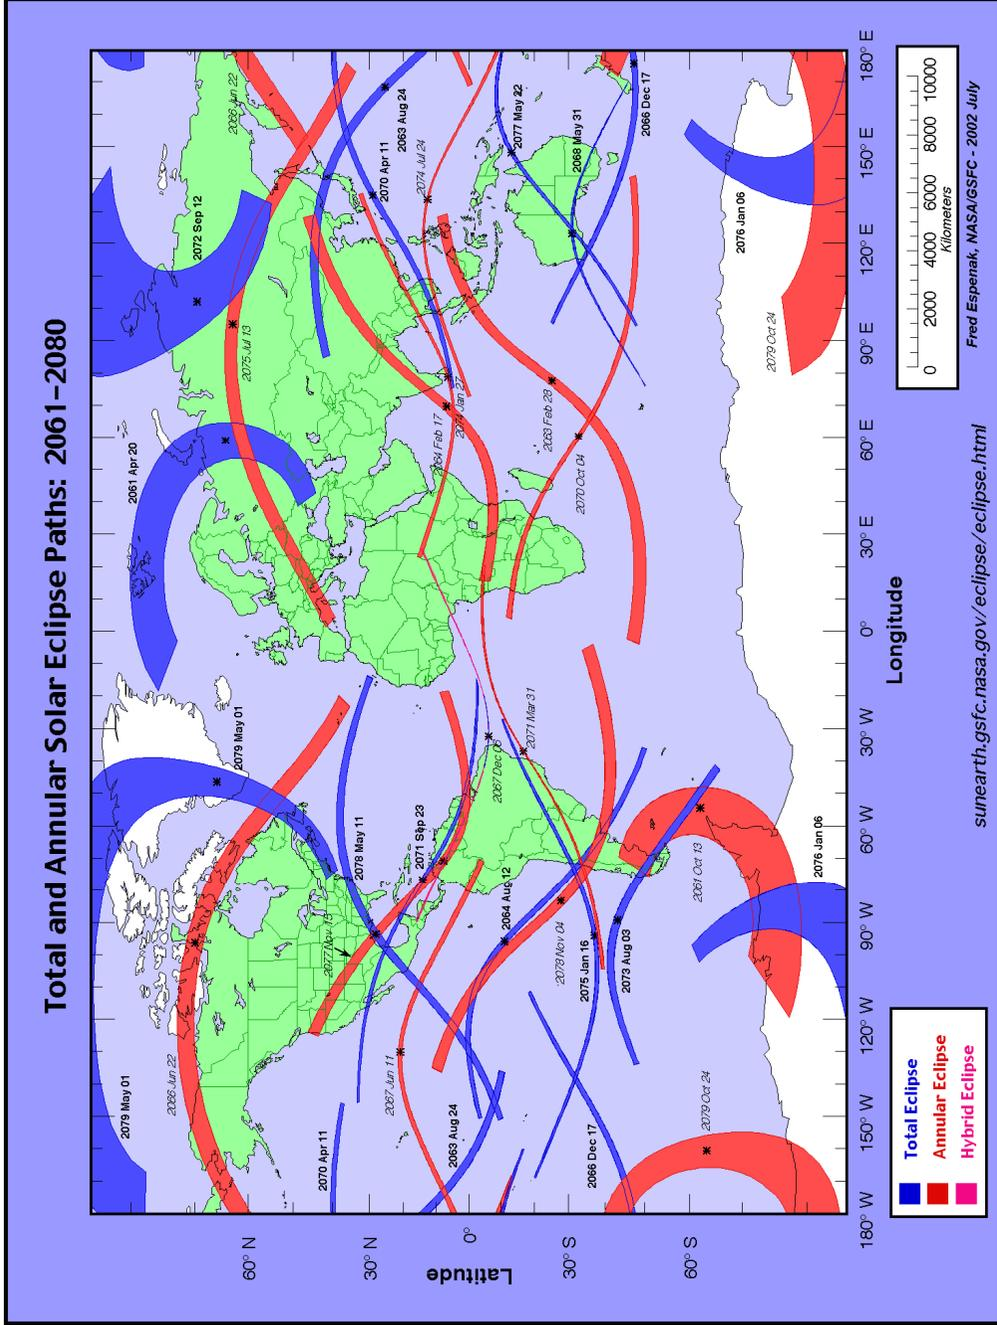 Total and Annular Solar Eclipse Paths: 2061–2080
2061 Apr 20
2072 Sep 12
2066 Jun 22
2079 May 01
2079 May 01
2075 Jul 13
2066 Jun 22
2063 Aug 24
2070 Apr 11
2074 Jul 24
2078 May 11
2077 Nov 15
2071 Sep 23
2064 Feb 17
2074 Jan 27
2070 Apr 11
2067 Jun 11
2063 Aug 24
2077 May 22
2068 May 31
2067 Dec 06
2071 Mar 31
2064 Aug 12
2063 Feb 28
2070 Oct 04
2066 Dec 17
2078 Nov 04
2075 Jan 16
2073 Aug 03
2066 Dec 17
2061 Oct 13
2076 Jan 06
2079 Oct 24
2079 Oct 24
2076 Jan 06
Latitude
60° N
30° N
0°
30° S
60° S
180° W
150° W
120° W
90° W
60° W
30° W
0°
30° E
60° E
90° E
120° E
150° E
180° E
Longitude
Total Eclipse
Annular Eclipse
Hybrid Eclipse
0 2000 4000 6000 8000 10000
Kilometers
sunearth.gsfc.nasa.gov/eclipse/eclipse.html
Fred Espenak, NASA/GSFC - 2002 July